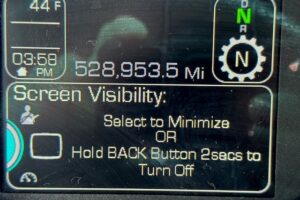 44 F
D
N
R
03:58
PM
528,953.5 Mi
N
Screen Visibility:
Select to Minimize
OR
Hold BACK Button 2secs to
Turn Off